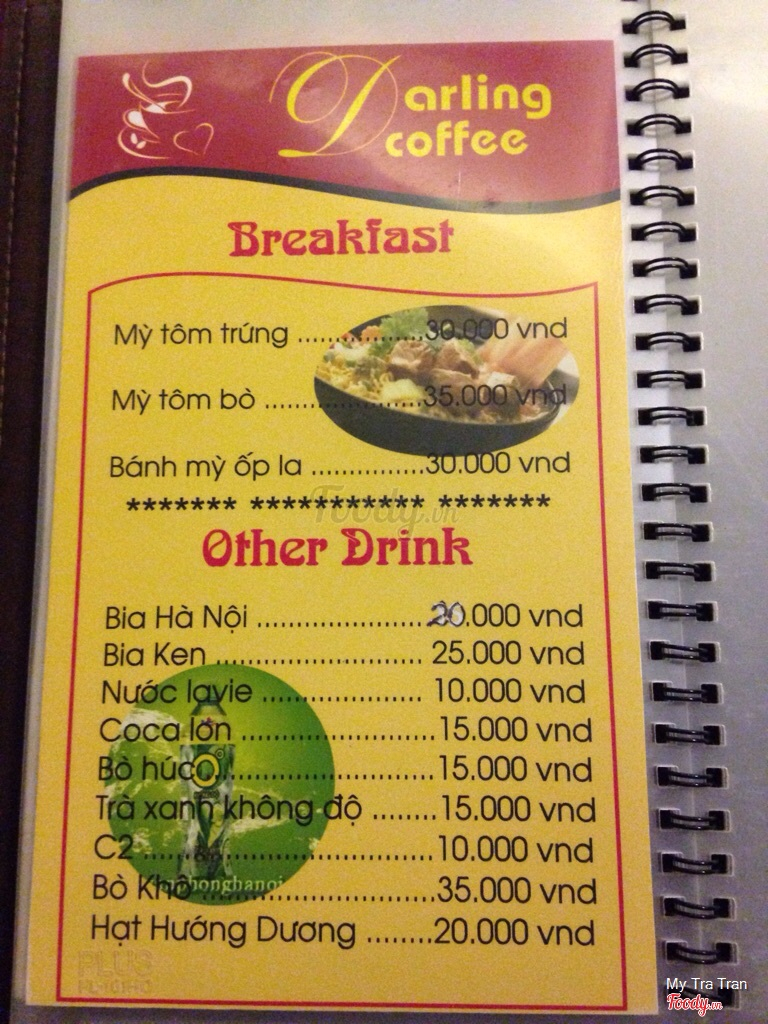 Darling
coffee
Breakfast
Mỳ tôm trứng ................. 30.000 vnd
Mỳ tôm bò ..................... 35.000 vnd
Bánh mỳ ốp la ............... 30.000 vnd
******* *********** *******
Foody.vn
Other Drink
Bia Hà Nội ...................... .000 vnd
Bia Ken ........................... 25.000 vnd
Nước lavie ..................... 10.000 vnd
Coca lớn ......................... 15.000 vnd
Bò húc ............................ 15.000 vnd
Trà xanh không độ ........ 15.000 vnd
C2 ................................... 10.000 vnd
Bò Khô ............................ 35.000 vnd
Hạt Hướng Dương ........ 20.000 vnd
PLUS
My Tra Tran
Foody.vn